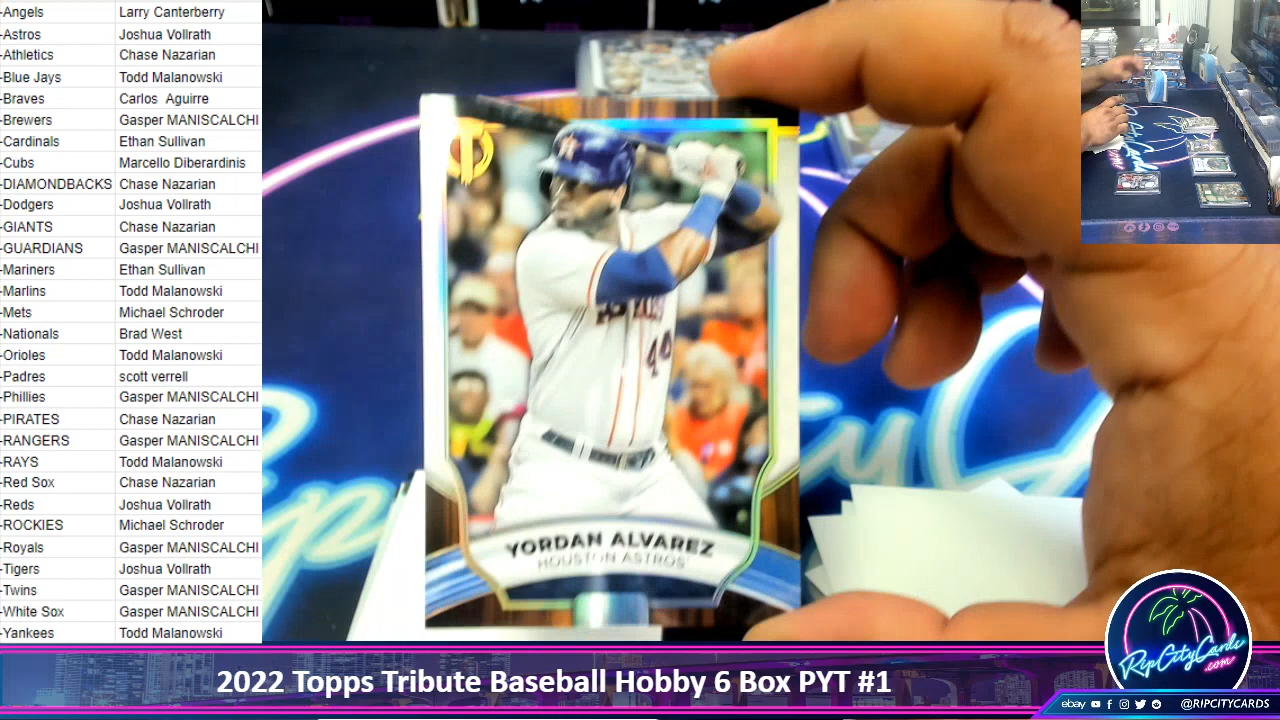 -Angels Larry Canterberry
-Astros Joshua Vollrath
-Athletics Chase Nazarian
-Blue Jays Todd Malanowski
-Braves Carlos Aguirre
-Brewers Gasper MANISCALCHI
-Cardinals Ethan Sullivan
-Cubs Marcello Diberardinis
-DIAMONDBACKS Chase Nazarian
-Dodgers Joshua Vollrath
-GIANTS Chase Nazarian
-GUARDIANS Gasper MANISCALCHI
-Mariners Ethan Sullivan
-Marlins Todd Malanowski
-Mets Michael Schroder
-Nationals Brad West
-Orioles Todd Malanowski
-Padres scott verrell
-Phillies Gasper MANISCALCHI
-PIRATES Chase Nazarian
-RANGERS Gasper MANISCALCHI
-RAYS Todd Malanowski
-Red Sox Chase Nazarian
-Reds Joshua Vollrath
-ROCKIES Michael Schroder
-Royals Gasper MANISCALCHI
-Tigers Joshua Vollrath
-Twins Gasper MANISCALCHI
-White Sox Gasper MANISCALCHI
-Yankees Todd Malanowski
44
YORDAN ALVAREZ
HOUSTON ASTROS
2022 Topps Tribute Baseball Hobby 6 Box PYT #1
RipCityCards
.com
ebay @RIPCITYCARDS